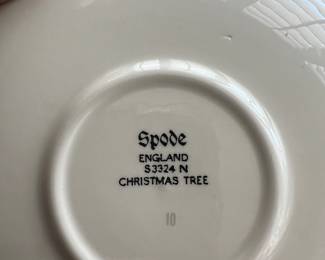 Spode
ENGLAND
S3324 N
CHRISTMAS TREE
10